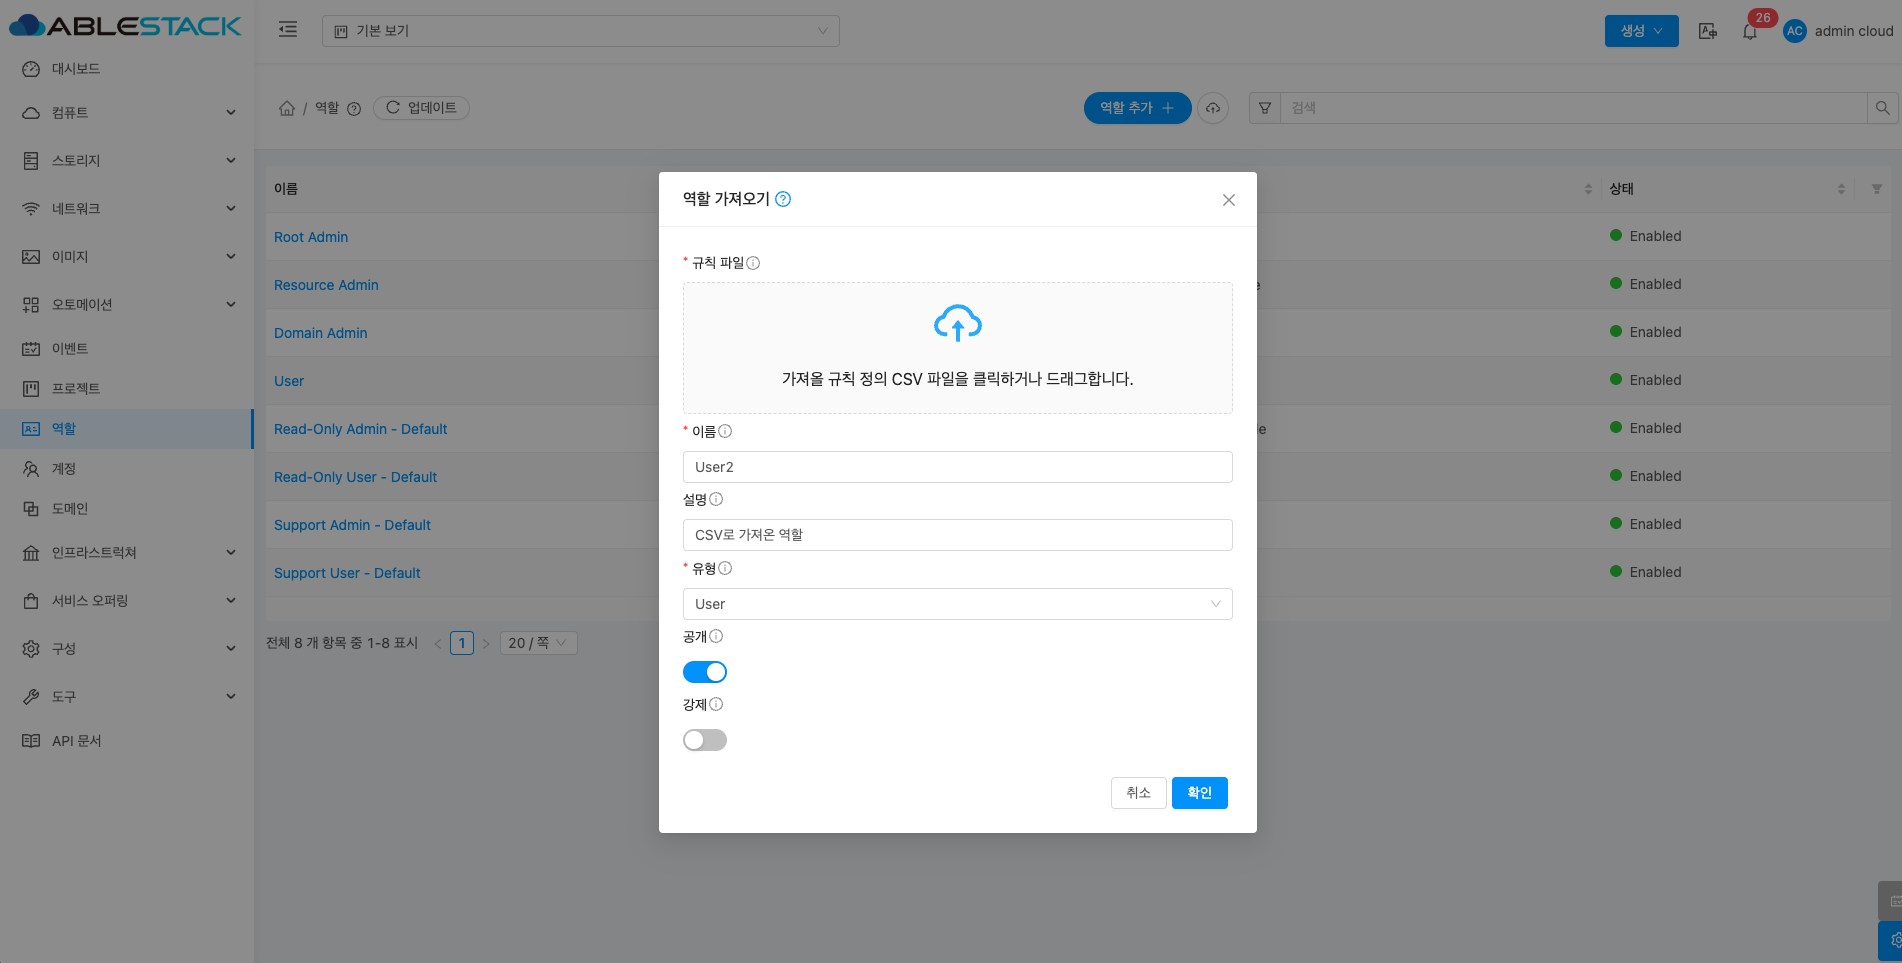 ABLESTACK
기본 보기
생성
26
AC
admin cloud
대시보드
컴퓨트
스토리지
네트워크
이미지
오토메이션
이벤트
프로젝트
역할
계정
도메인
인프라스트럭쳐
서비스 오퍼링
구성
도구
API 문서
/ 역할
업데이트
역할 추가
검색
이름
상태
Root Admin
Enabled
Resource Admin
Enabled
Domain Admin
Enabled
User
Enabled
Read-Only Admin - Default
Enabled
Read-Only User - Default
Enabled
Support Admin - Default
Enabled
Support User - Default
Enabled
전체 8 개 항목 중 1-8 표시
1
20 / 쪽
역할 가져오기
* 규칙 파일
가져올 규칙 정의 CSV 파일을 클릭하거나 드래그합니다.
* 이름
User2
설명
CSV로 가져온 역할
* 유형
User
공개
강제
취소
확인